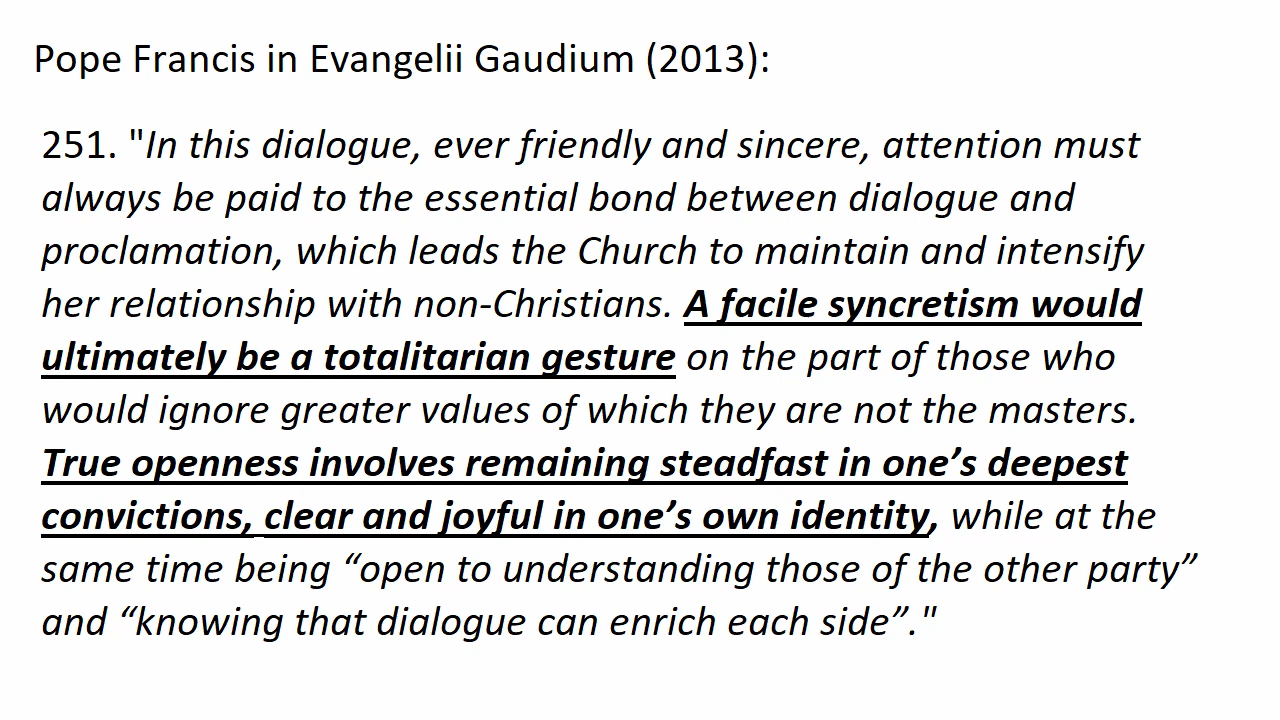 Pope Francis in Evangelii Gaudium (2013):
251. "In this dialogue, ever friendly and sincere, attention must
always be paid to the essential bond between dialogue and
proclamation, which leads the Church to maintain and intensify
her relationship with non-Christians. A facile syncretism would
ultimately be a totalitarian gesture on the part of those who
would ignore greater values of which they are not the masters.
True openness involves remaining steadfast in one’s deepest
convictions, clear and joyful in one’s own identity, while at the
same time being “open to understanding those of the other party”
and “knowing that dialogue can enrich each side”."